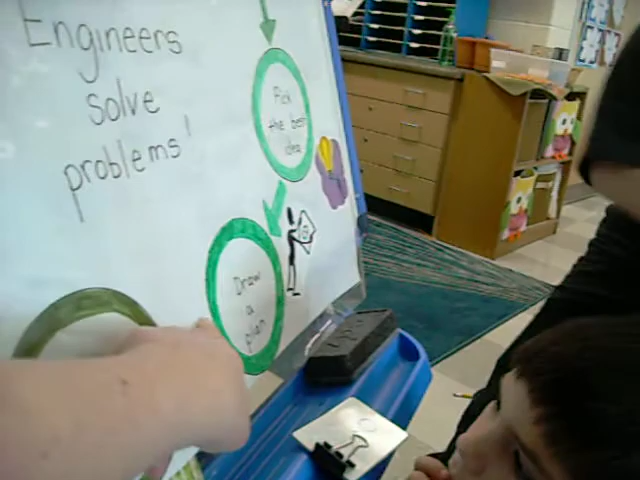 Engineers
solve
problems!
Pick
the best
idea
Draw
a
plan